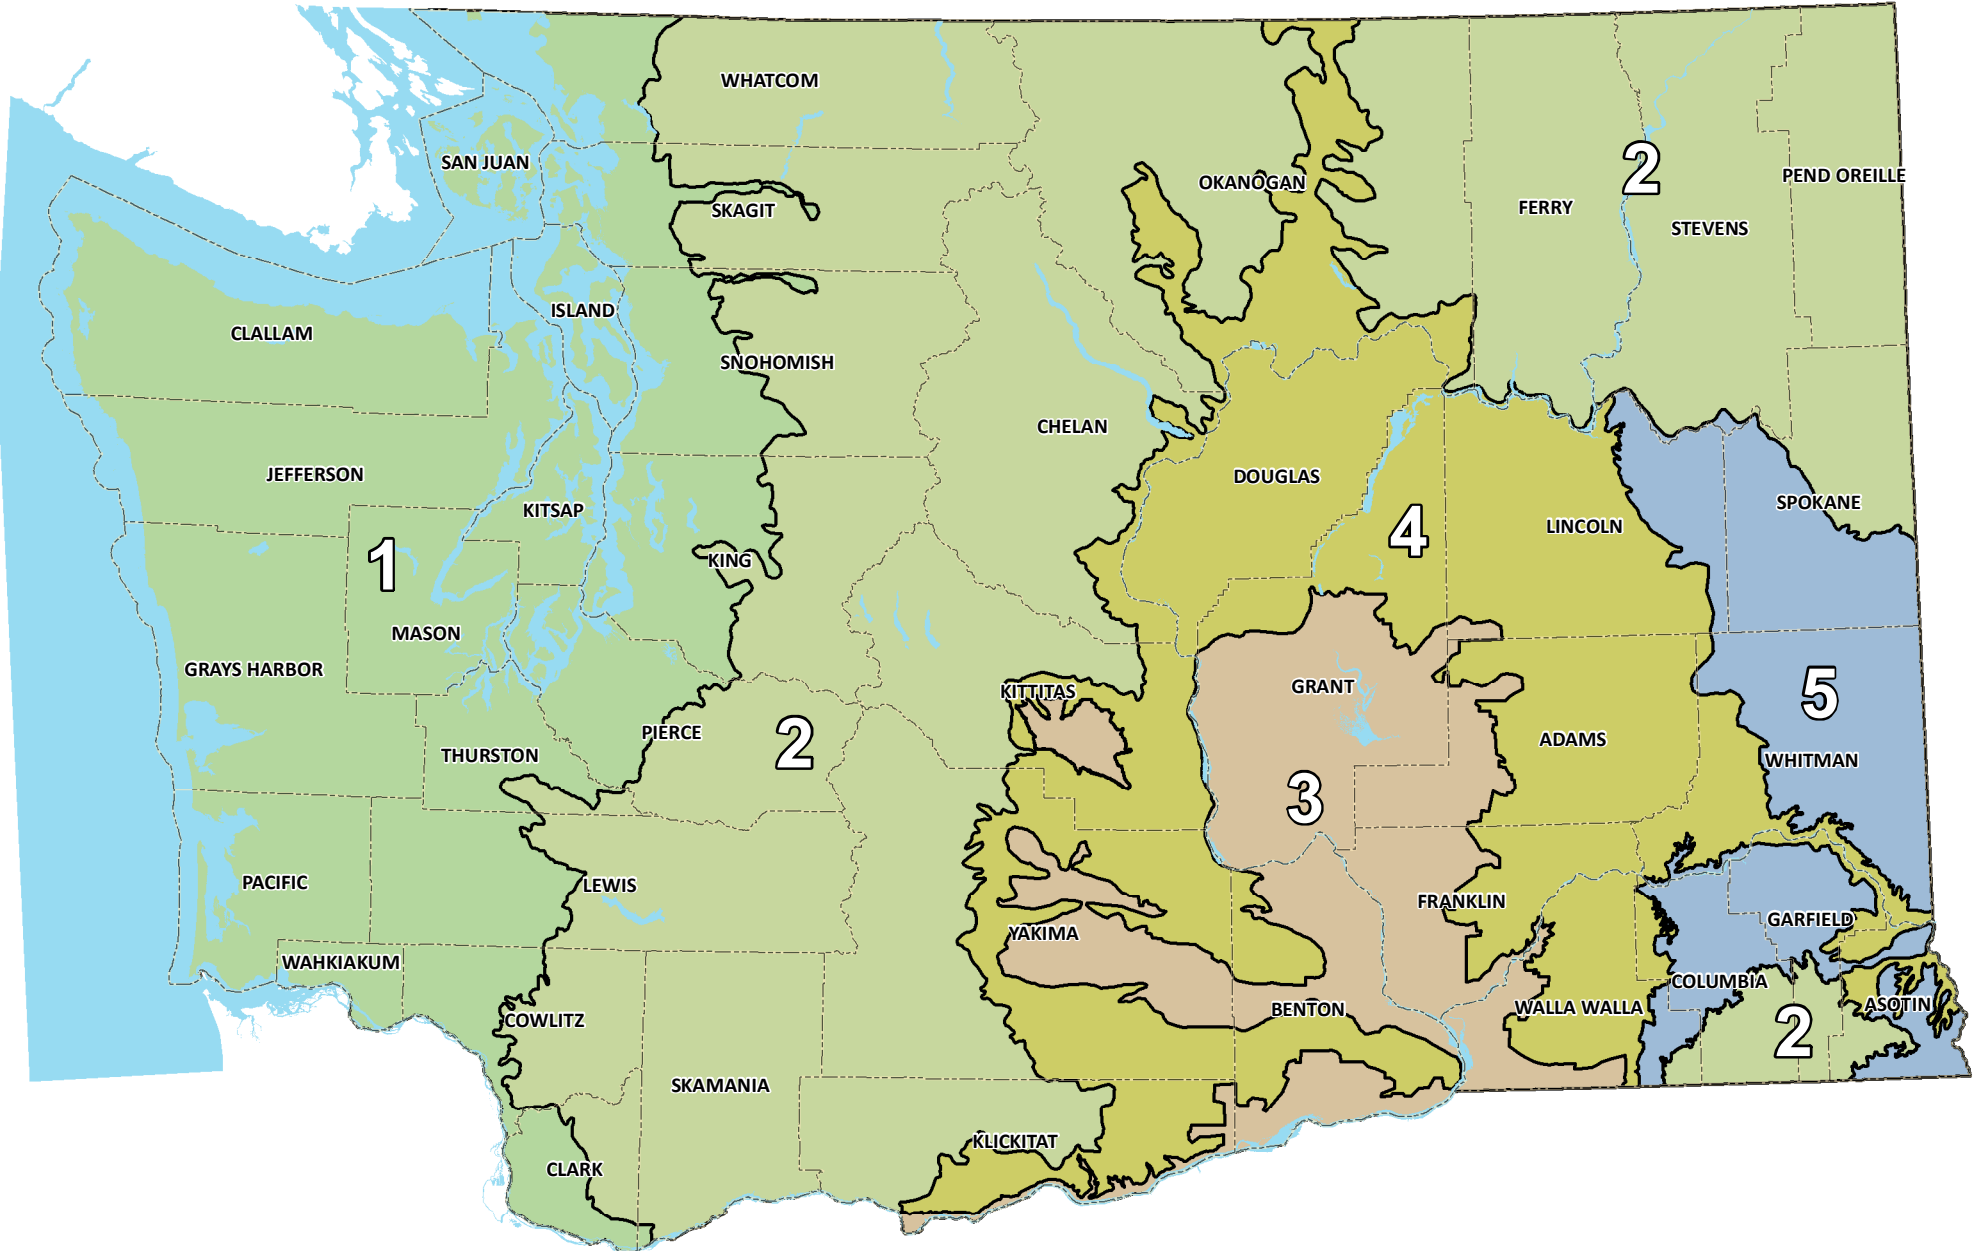 WHATCOM
SAN JUAN
2
PEND OREILLE
OKANOGAN
SKAGIT
FERRY
STEVENS
ISLAND
CLALLAM
SNOHOMISH
CHELAN
JEFFERSON
DOUGLAS
SPOKANE
KITSAP
4
LINCOLN
1
KING
MASON
GRAYS HARBOR
KITTITAS
GRANT
5
PIERCE
2
ADAMS
THURSTON
WHITMAN
3
PACIFIC
LEWIS
FRANKLIN
GARFIELD
YAKIMA
WAHKIAKUM
COLUMBIA
ASOTIN
COWLITZ
BENTON
WALLA WALLA
2
SKAMANIA
KLICKITAT
CLARK